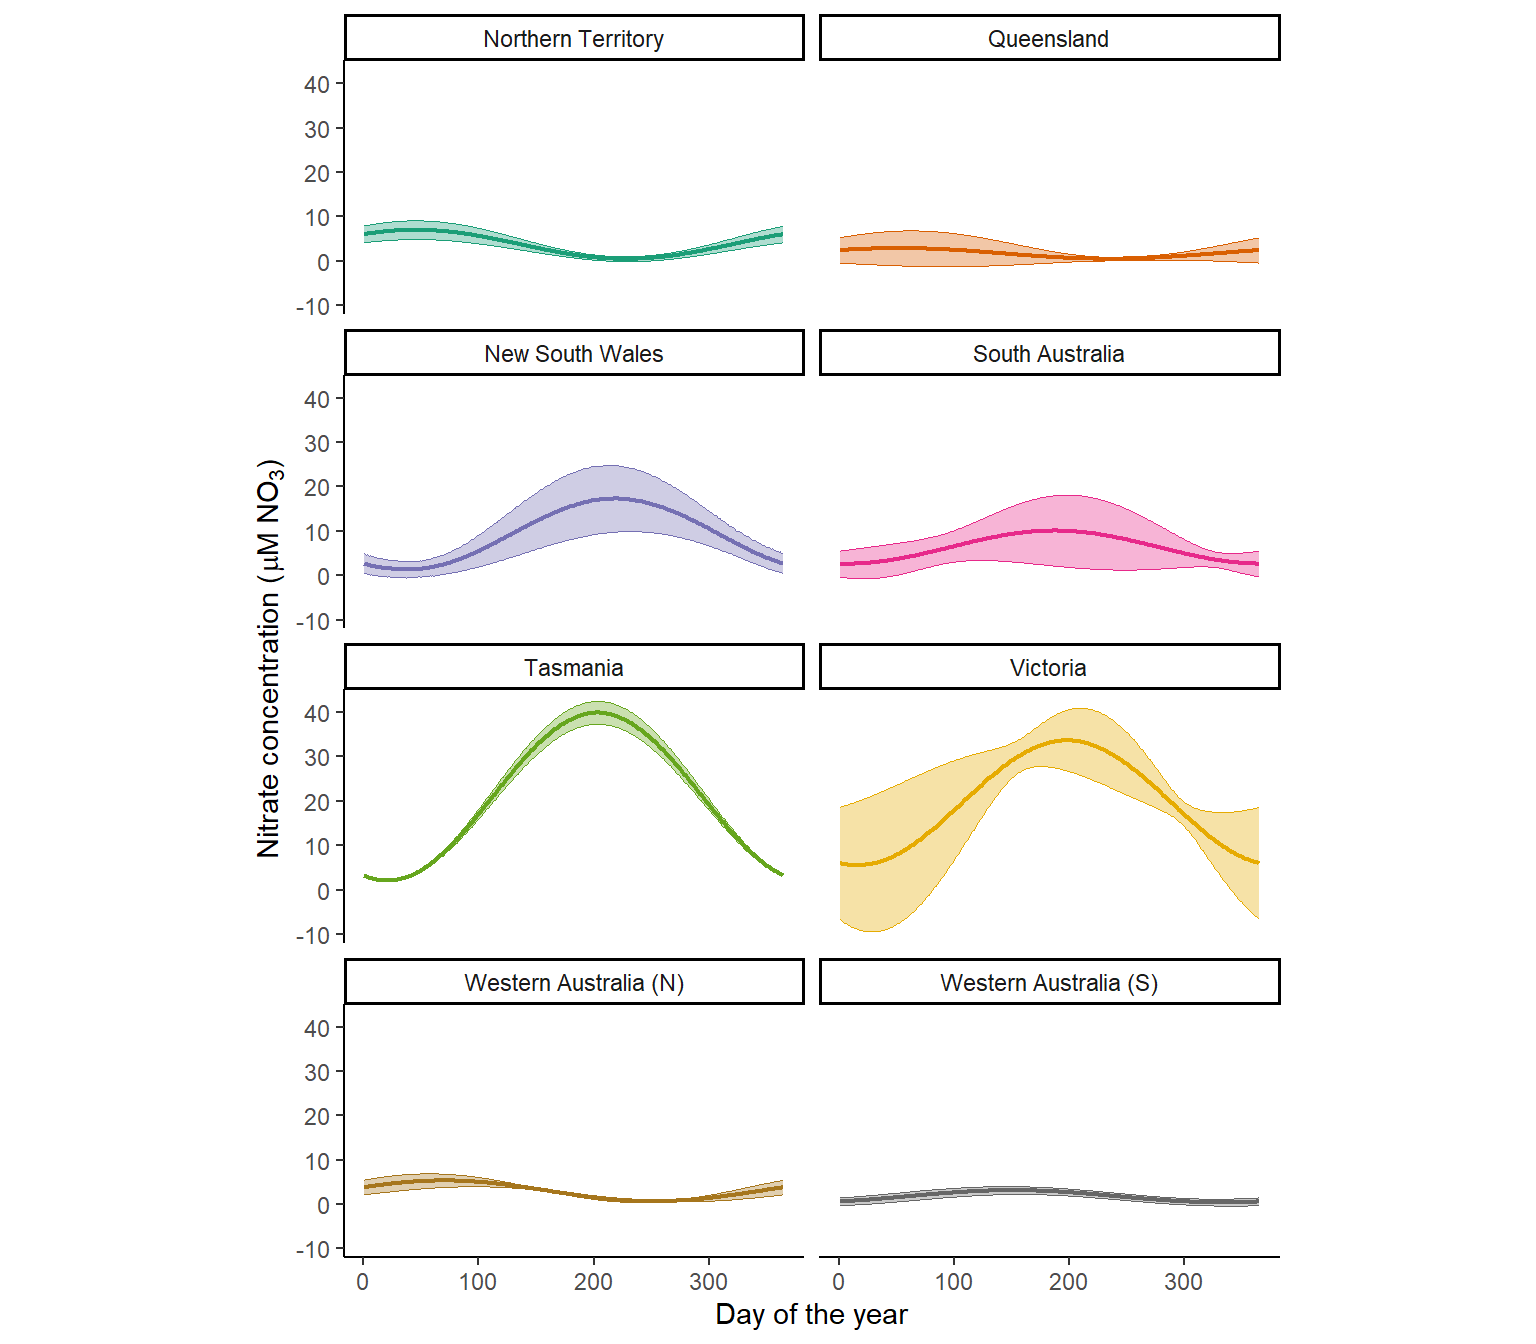 Northern Territory
Queensland
40
30
20
10
0
-10
New South Wales
South Australia
40
30
20
10
0
-10
Tasmania
Victoria
40
30
20
10
0
-10
Western Australia (N)
Western Australia (S)
40
30
20
10
0
-10
0 100 200 300
0 100 200 300
Day of the year
Nitrate concentration (μM NO₃)